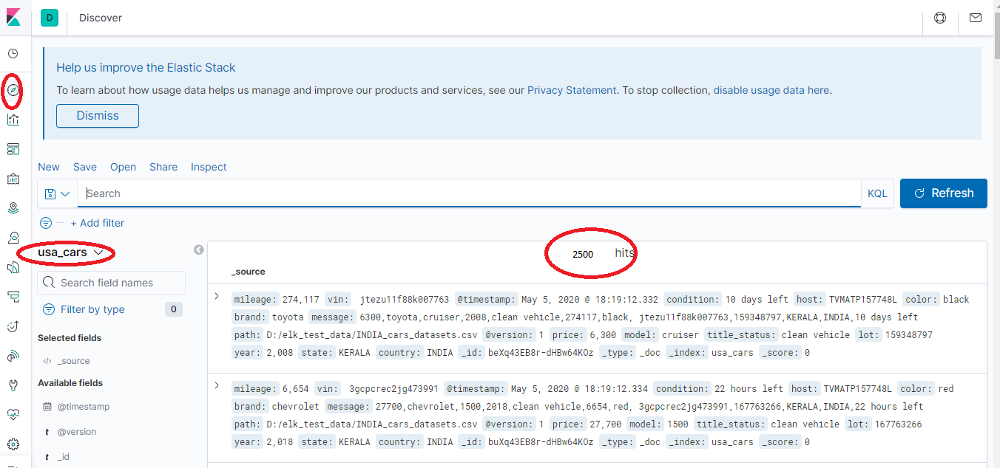 D Discover
Help us improve the Elastic Stack
To learn about how usage data helps us manage and improve our products and services, see our Privacy Statement. To stop collection, disable usage data here.
Dismiss
New Save Open Share Inspect
Search KQL Refresh
+ Add filter
usa_cars
Search field names
Filter by type 0
Selected fields
</> _source
Available fields
@timestamp
t @version
t _id
2500 hits
_source
mileage: 274,117 vin: jtezu11f88k007763 @timestamp: May 5, 2020 @ 18:19:12.332 condition: 10 days left host: TVMATP157748L color: black
brand: toyota message: 6300,toyota,cruiser,2008,clean vehicle,274117,black, jtezu11f88k007763,159348797,KERALA,INDIA,10 days left
path: D:/elk_test_data/INDIA_cars_datasets.csv @version: 1 price: 6,300 model: cruiser title_status: clean vehicle lot: 159348797
year: 2,008 state: KERALA country: INDIA _id: beXq43EB8r-dHBw64KOz _type: _doc _index: usa_cars _score: 0
mileage: 6,654 vin: 3gcpcrec2jg473991 @timestamp: May 5, 2020 @ 18:19:12.334 condition: 22 hours left host: TVMATP157748L color: red
brand: chevrolet message: 27700,chevrolet,1500,2018,clean vehicle,6654,red, 3gcpcrec2jg473991,167763266,KERALA,INDIA,22 hours left
path: D:/elk_test_data/INDIA_cars_datasets.csv @version: 1 price: 27,700 model: 1500 title_status: clean vehicle lot: 167763266
year: 2,018 state: KERALA country: INDIA _id: buXq43EB8r-dHBw64KOz _type: _doc _index: usa_cars _score: 0